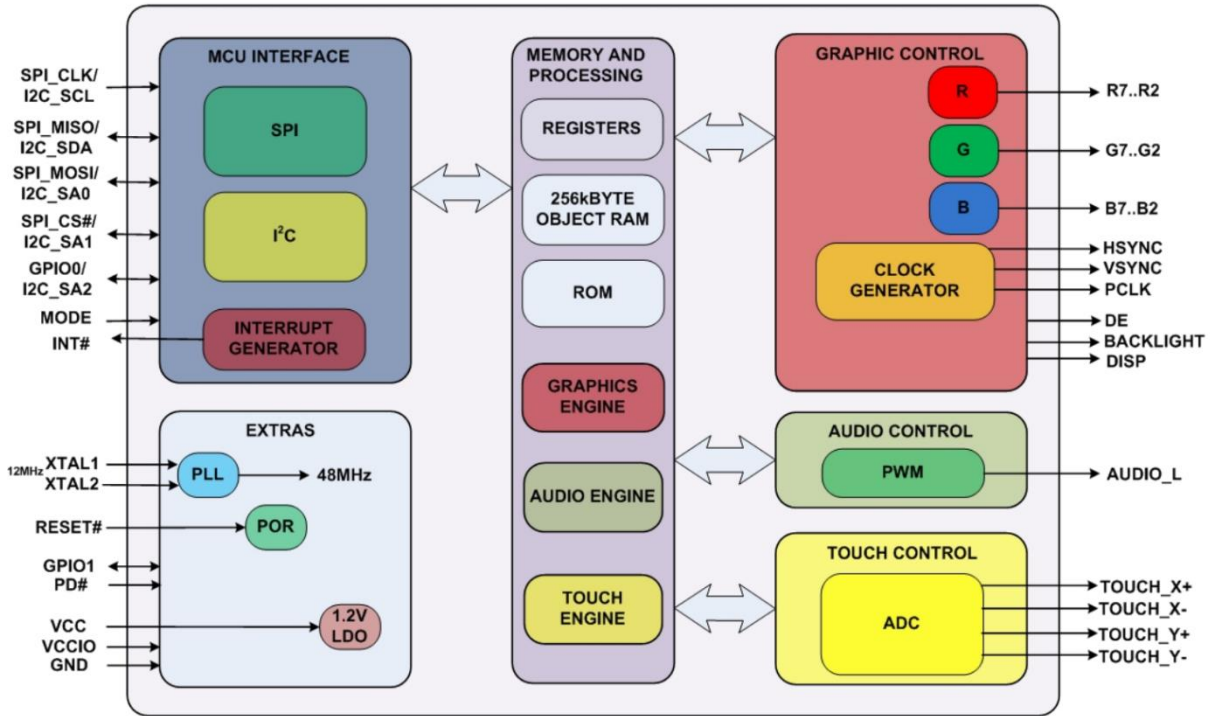 MCU INTERFACE
SPI_CLK/
I2C_SCL
SPI_MISO/
I2C_SDA
SPI_MOSI/
I2C_SA0
SPI_CS#/
I2C_SA1
GPIO0/
I2C_SA2
MODE
INT#
SPI
I²C
INTERRUPT
GENERATOR
EXTRAS
12MHz XTAL1
XTAL2
PLL
48MHz
RESET#
POR
GPIO1
PD#
VCC
VCCIO
GND
1.2V
LDO
MEMORY AND
PROCESSING
REGISTERS
256kBYTE
OBJECT RAM
ROM
GRAPHICS
ENGINE
AUDIO ENGINE
TOUCH
ENGINE
GRAPHIC CONTROL
R
R7..R2
G
G7..G2
B
B7..B2
CLOCK
GENERATOR
HSYNC
VSYNC
PCLK
DE
BACKLIGHT
DISP
AUDIO CONTROL
PWM
AUDIO_L
TOUCH CONTROL
ADC
TOUCH_X+
TOUCH_X-
TOUCH_Y+
TOUCH_Y-